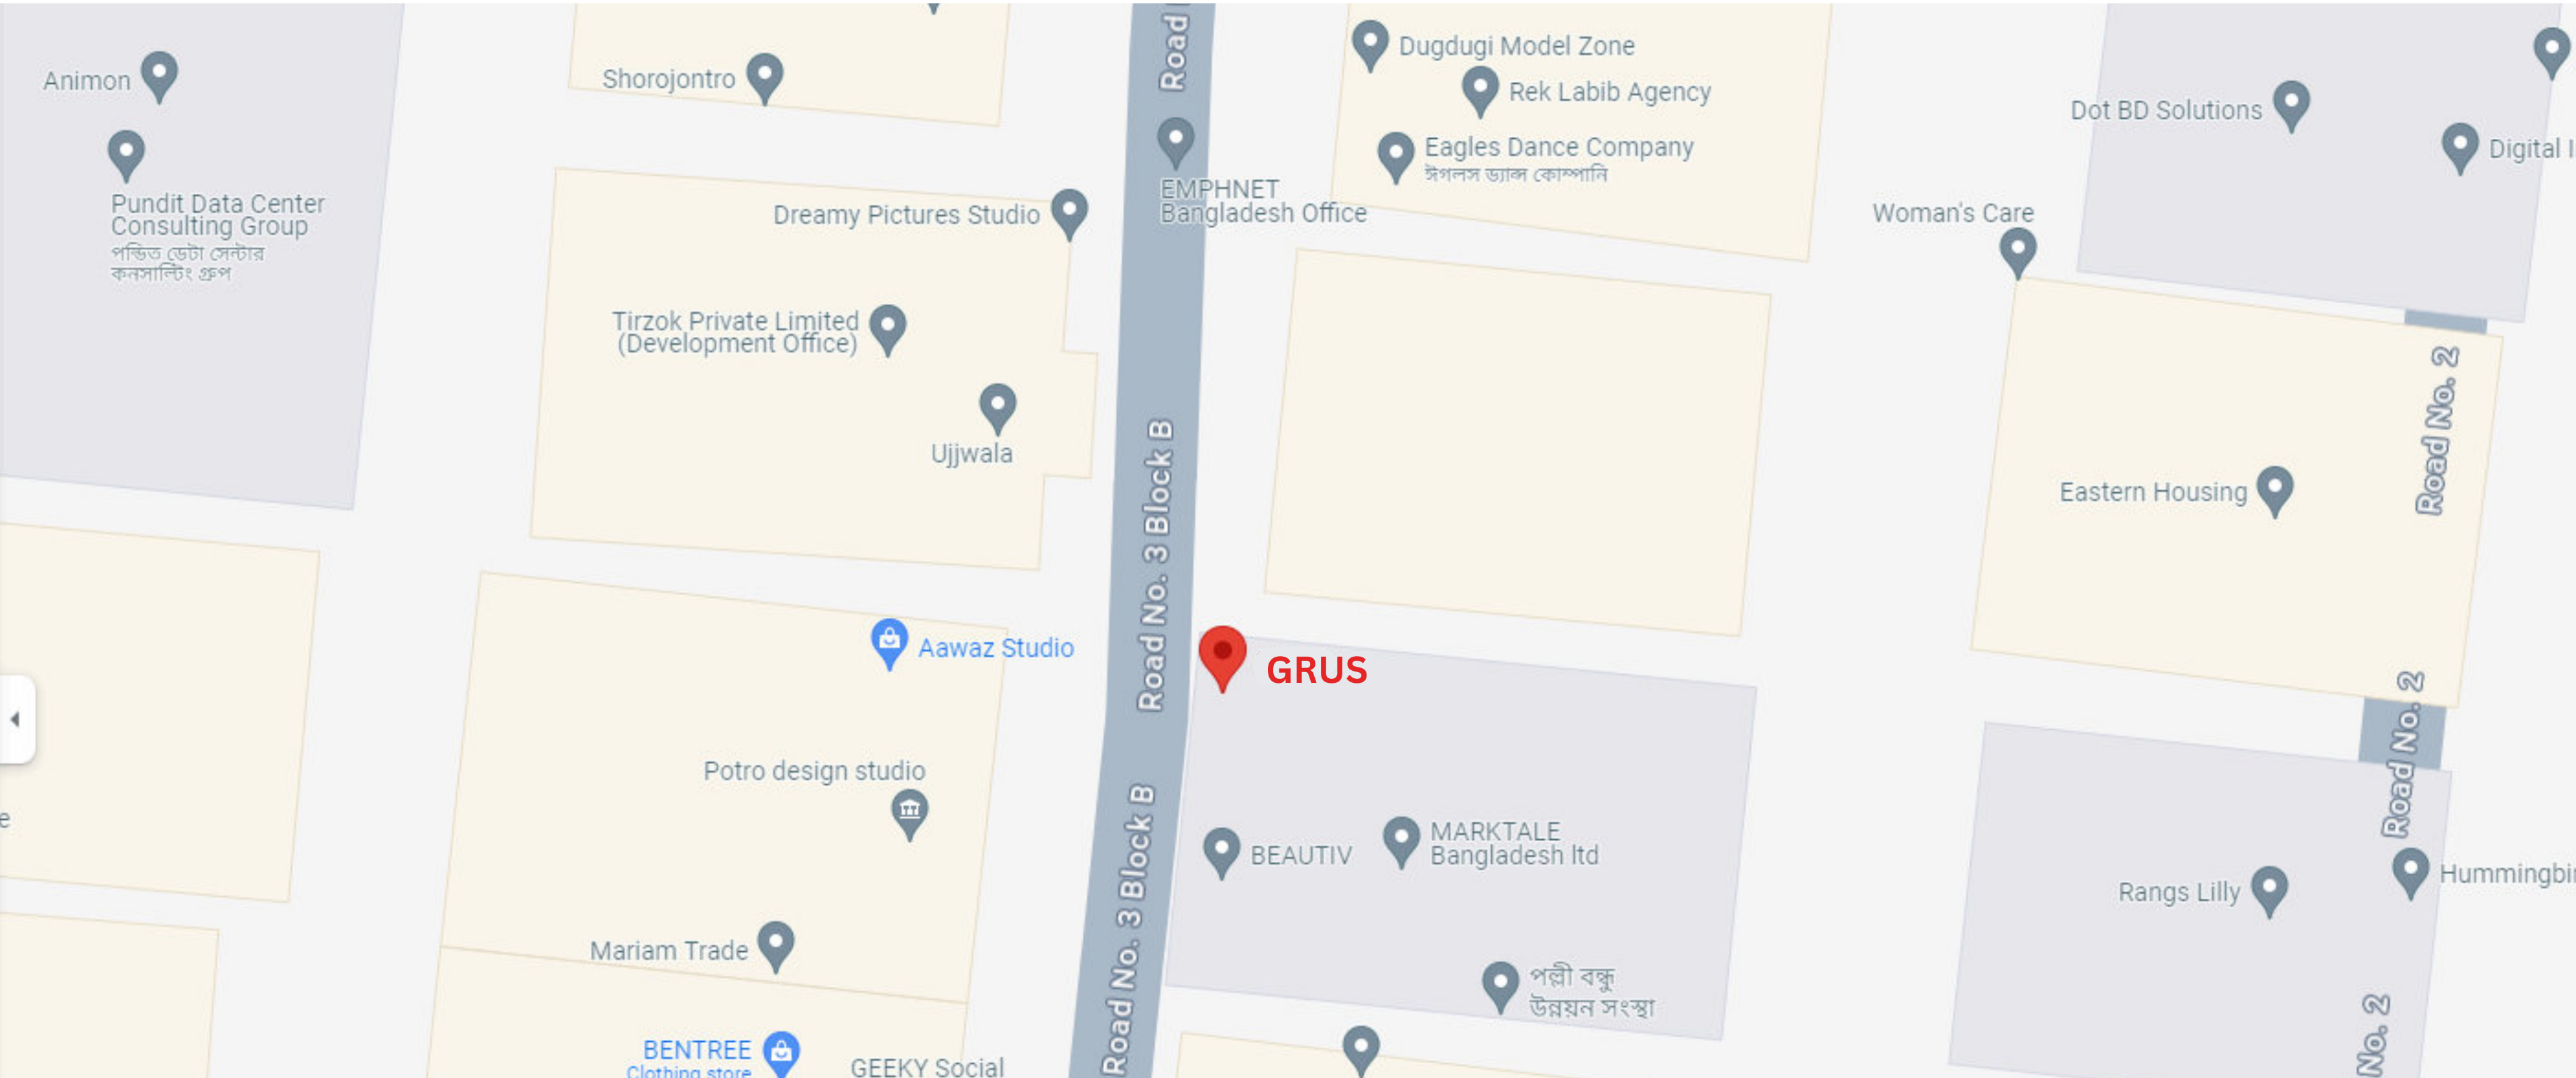 Animon
Pundit Data Center
Consulting Group
পন্ডিত ডেটা সেন্টার
কনসাল্টিং গ্রুপ
Shorojontro
Road
Dugdugi Model Zone
Rek Labib Agency
Eagles Dance Company
ঈগলস ড্যান্স কোম্পানি
EMPHNET
Bangladesh Office
Dreamy Pictures Studio
Tirzok Private Limited
(Development Office)
Ujjwala
Dot BD Solutions
Digital
Woman's Care
Road No. 2
Eastern Housing
Road No. 3 Block B
Aawaz Studio
GRUS
Road No. 2
Potro design studio
Road No. 3 Block B
BEAUTIV
MARKTALE
Bangladesh ltd
Rangs Lilly
Hummingbi
Mariam Trade
পল্লী বন্ধু
উন্নয়ন সংস্থা
BENTREE
Clothing store
GEEKY Social
No. 2